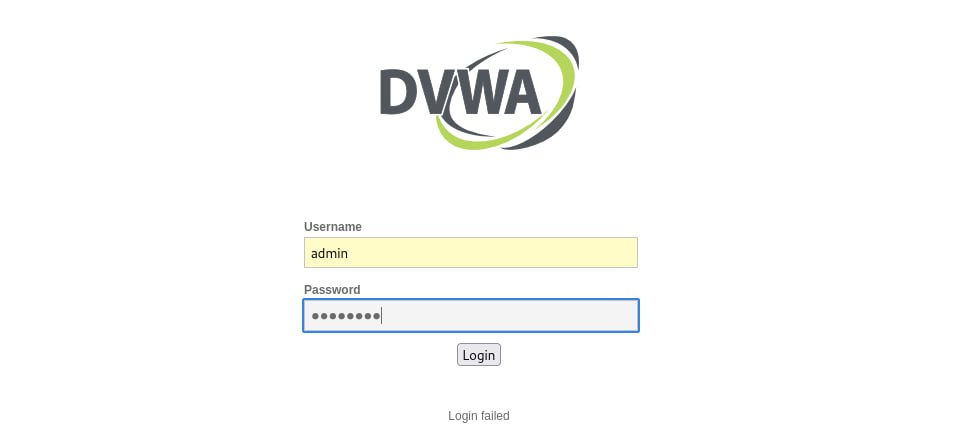 DVWA
Username
admin
Password
••••••••
Login
Login failed